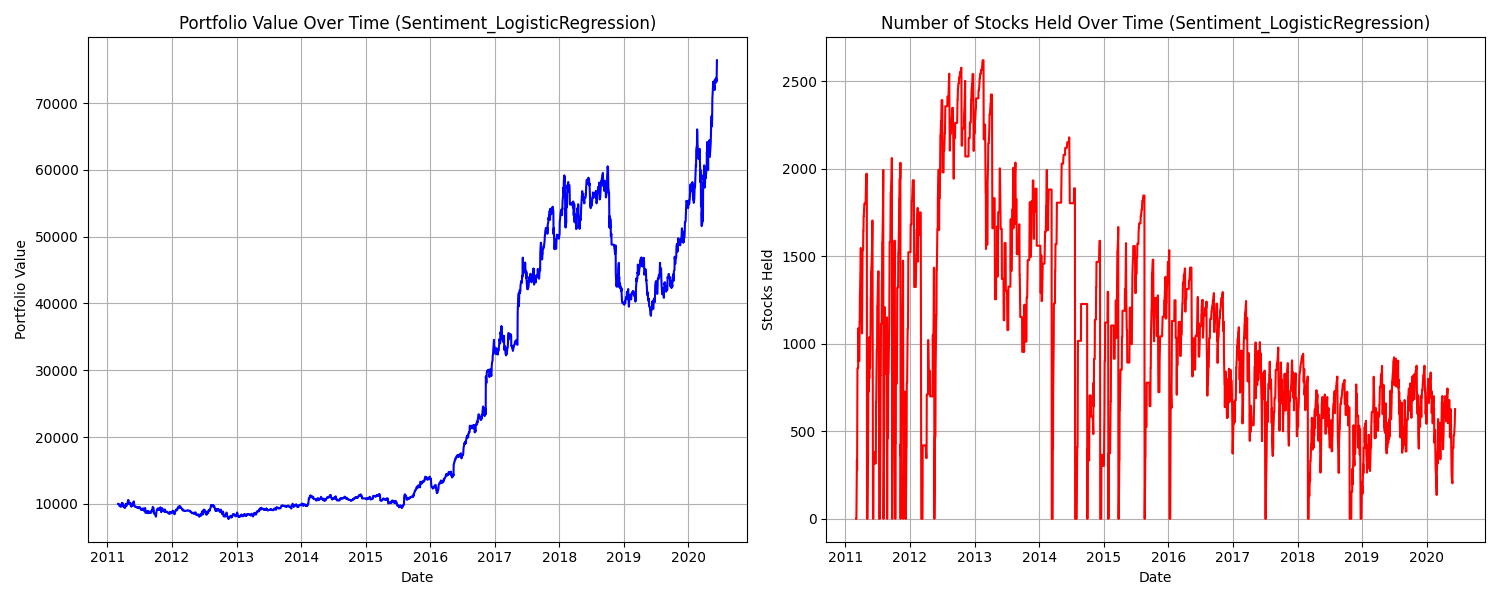 Portfolio Value Over Time (Sentiment_LogisticRegression)
Portfolio Value
70000
60000
50000
40000
30000
20000
10000
2011 2012 2013 2014 2015 2016 2017 2018 2019 2020
Date
Number of Stocks Held Over Time (Sentiment_LogisticRegression)
Stocks Held
2500
2000
1500
1000
500
0
2011 2012 2013 2014 2015 2016 2017 2018 2019 2020
Date